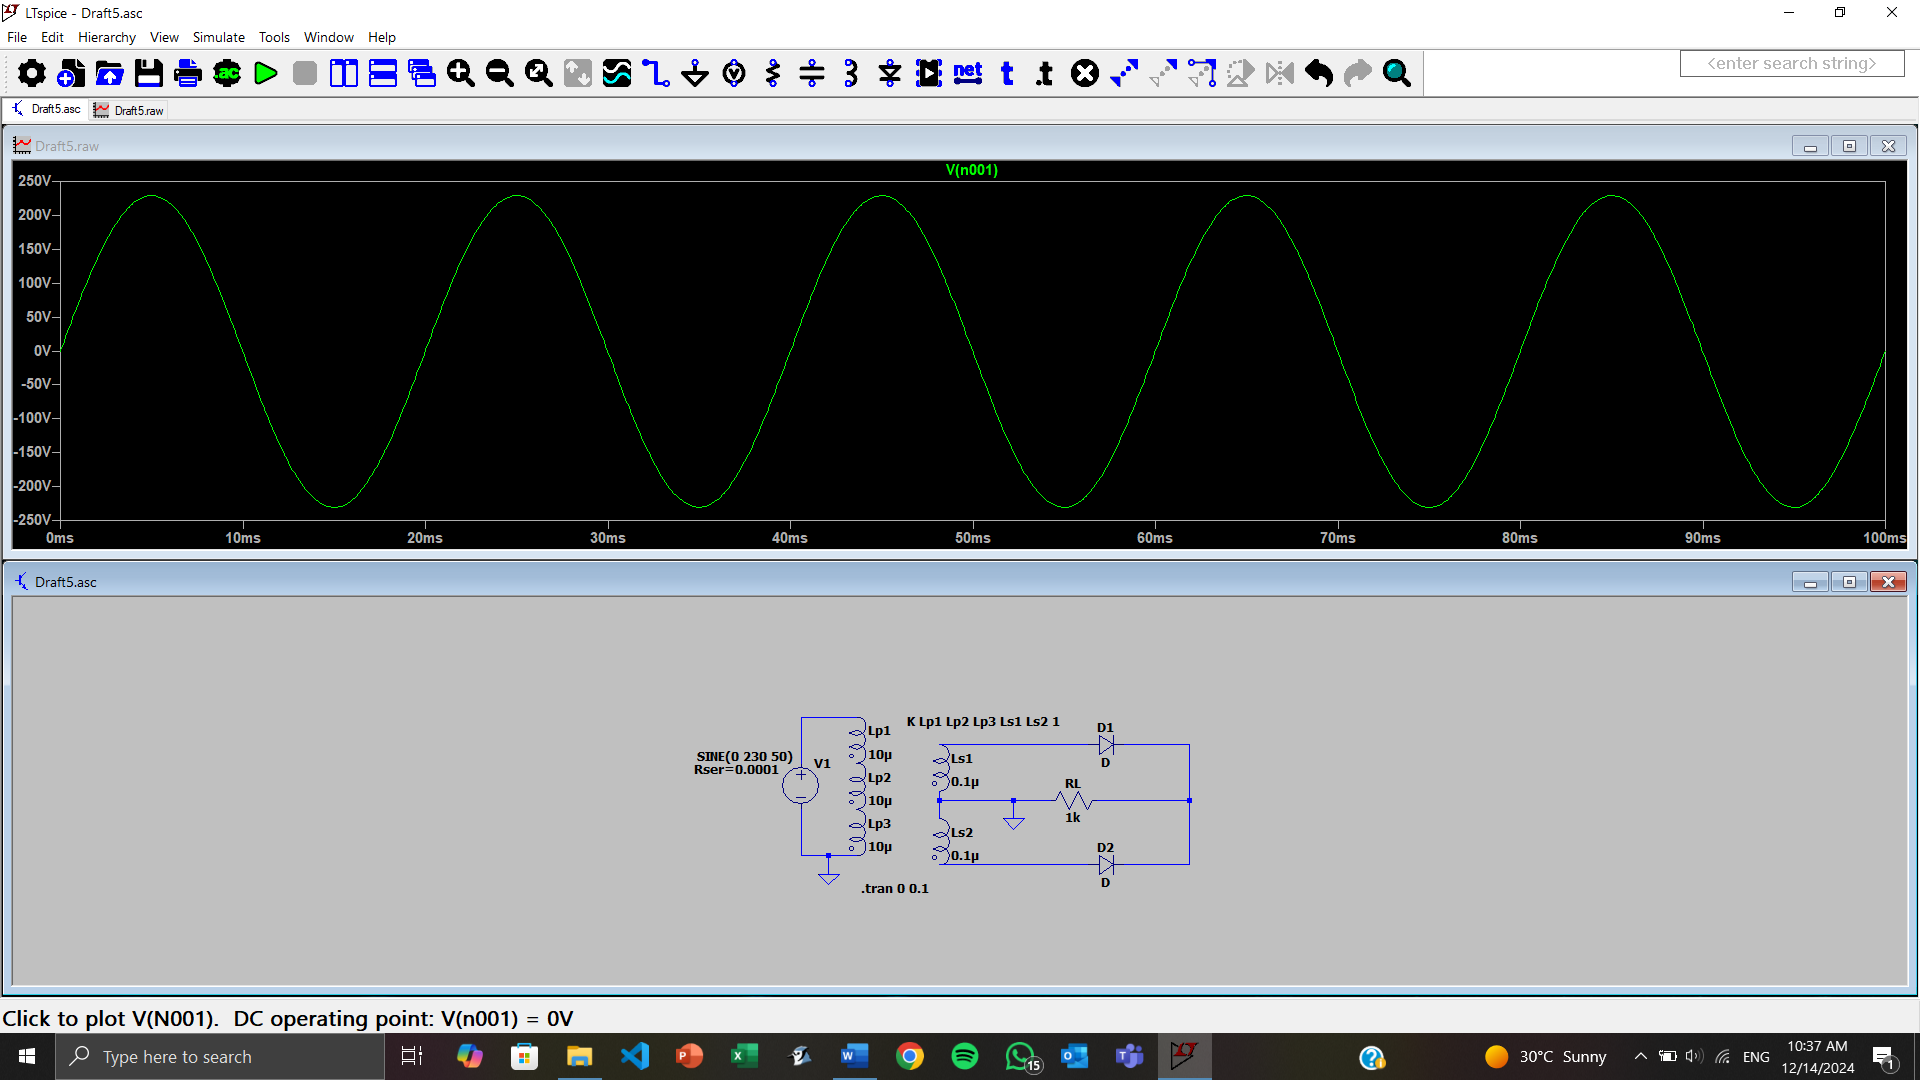 LTspice - Draft5.asc
File Edit Hierarchy View Simulate Tools Window Help
.ac net t .t <enter search string>
Draft5.asc Draft5.raw
Draft5.raw
V(n001)
250V
200V
150V
100V
50V
0V
-50V
-100V
-150V
-200V
-250V
0ms 10ms 20ms 30ms 40ms 50ms 60ms 70ms 80ms 90ms 100ms
Draft5.asc
K Lp1 Lp2 Lp3 Ls1 Ls2 1
SINE(0 230 50)
Rser=0.0001
V1
Lp1
10µ
Lp2
10µ
Lp3
10µ
Ls1
0.1µ
Ls2
0.1µ
D1
D
RL
1k
D2
D
.tran 0 0.1
Click to plot V(N001). DC operating point: V(n001) = 0V
Type here to search
15
30°C Sunny
ENG
10:37 AM
12/14/2024
1